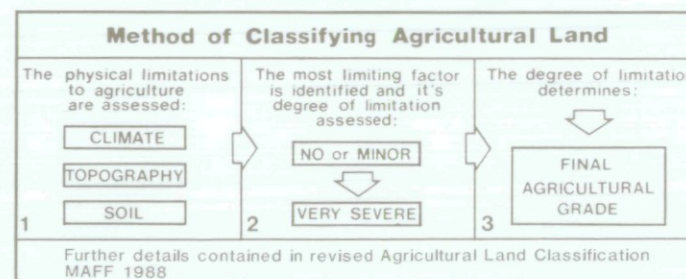 Method of Classifying Agricultural Land
The physical limitations
to agriculture
are assessed:
CLIMATE
TOPOGRAPHY
SOIL
1
The most limiting factor
is identified and it's
degree of limitation
assessed:
NO or MINOR
VERY SEVERE
2
The degree of limitatio
determines:
FINAL
AGRICULTURAL
GRADE
3
Further details contained in revised Agricultural Land Classification
MAFF 1988